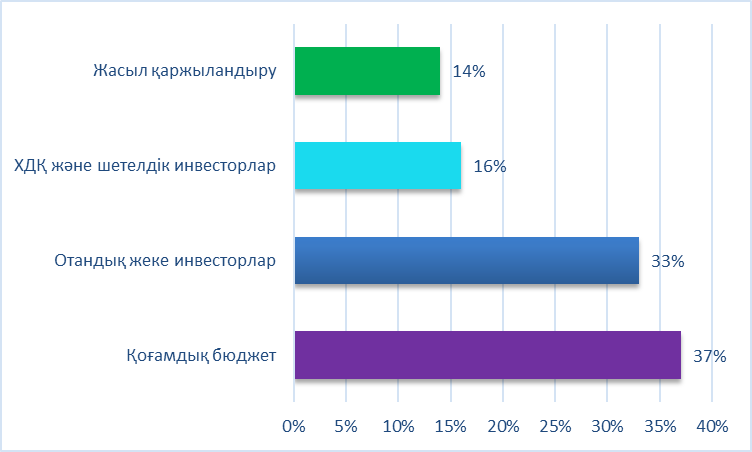 Жасыл қаржыландыру
14%
ХДҚ және шетелдік инвесторлар
16%
Отандық жеке инвесторлар
33%
Қоғамдық бюджет
37%
0% 5% 10% 15% 20% 25% 30% 35% 40%